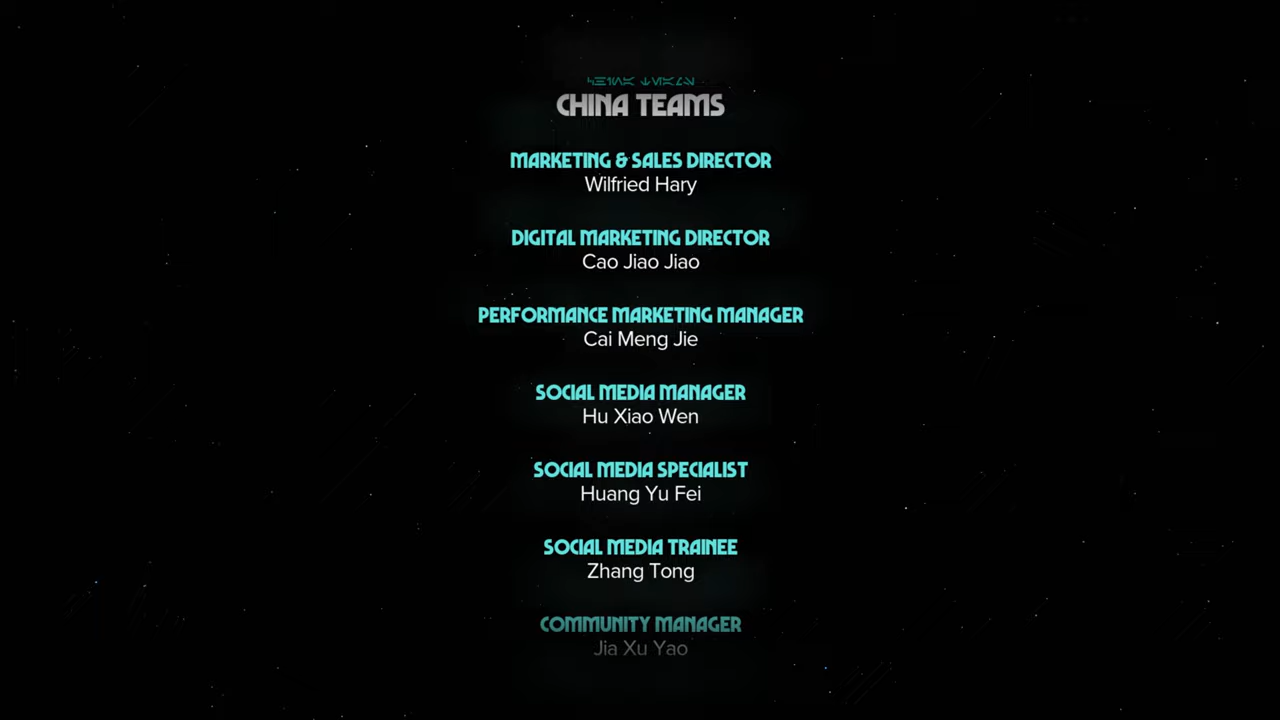 CHINA TEAMS
MARKETING & SALES DIRECTOR
Wilfried Hary
DIGITAL MARKETING DIRECTOR
Cao Jiao Jiao
PERFORMANCE MARKETING MANAGER
Cai Meng Jie
SOCIAL MEDIA MANAGER
Hu Xiao Wen
SOCIAL MEDIA SPECIALIST
Huang Yu Fei
SOCIAL MEDIA TRAINEE
Zhang Tong
COMMUNITY MANAGER
Jia Xu Yao